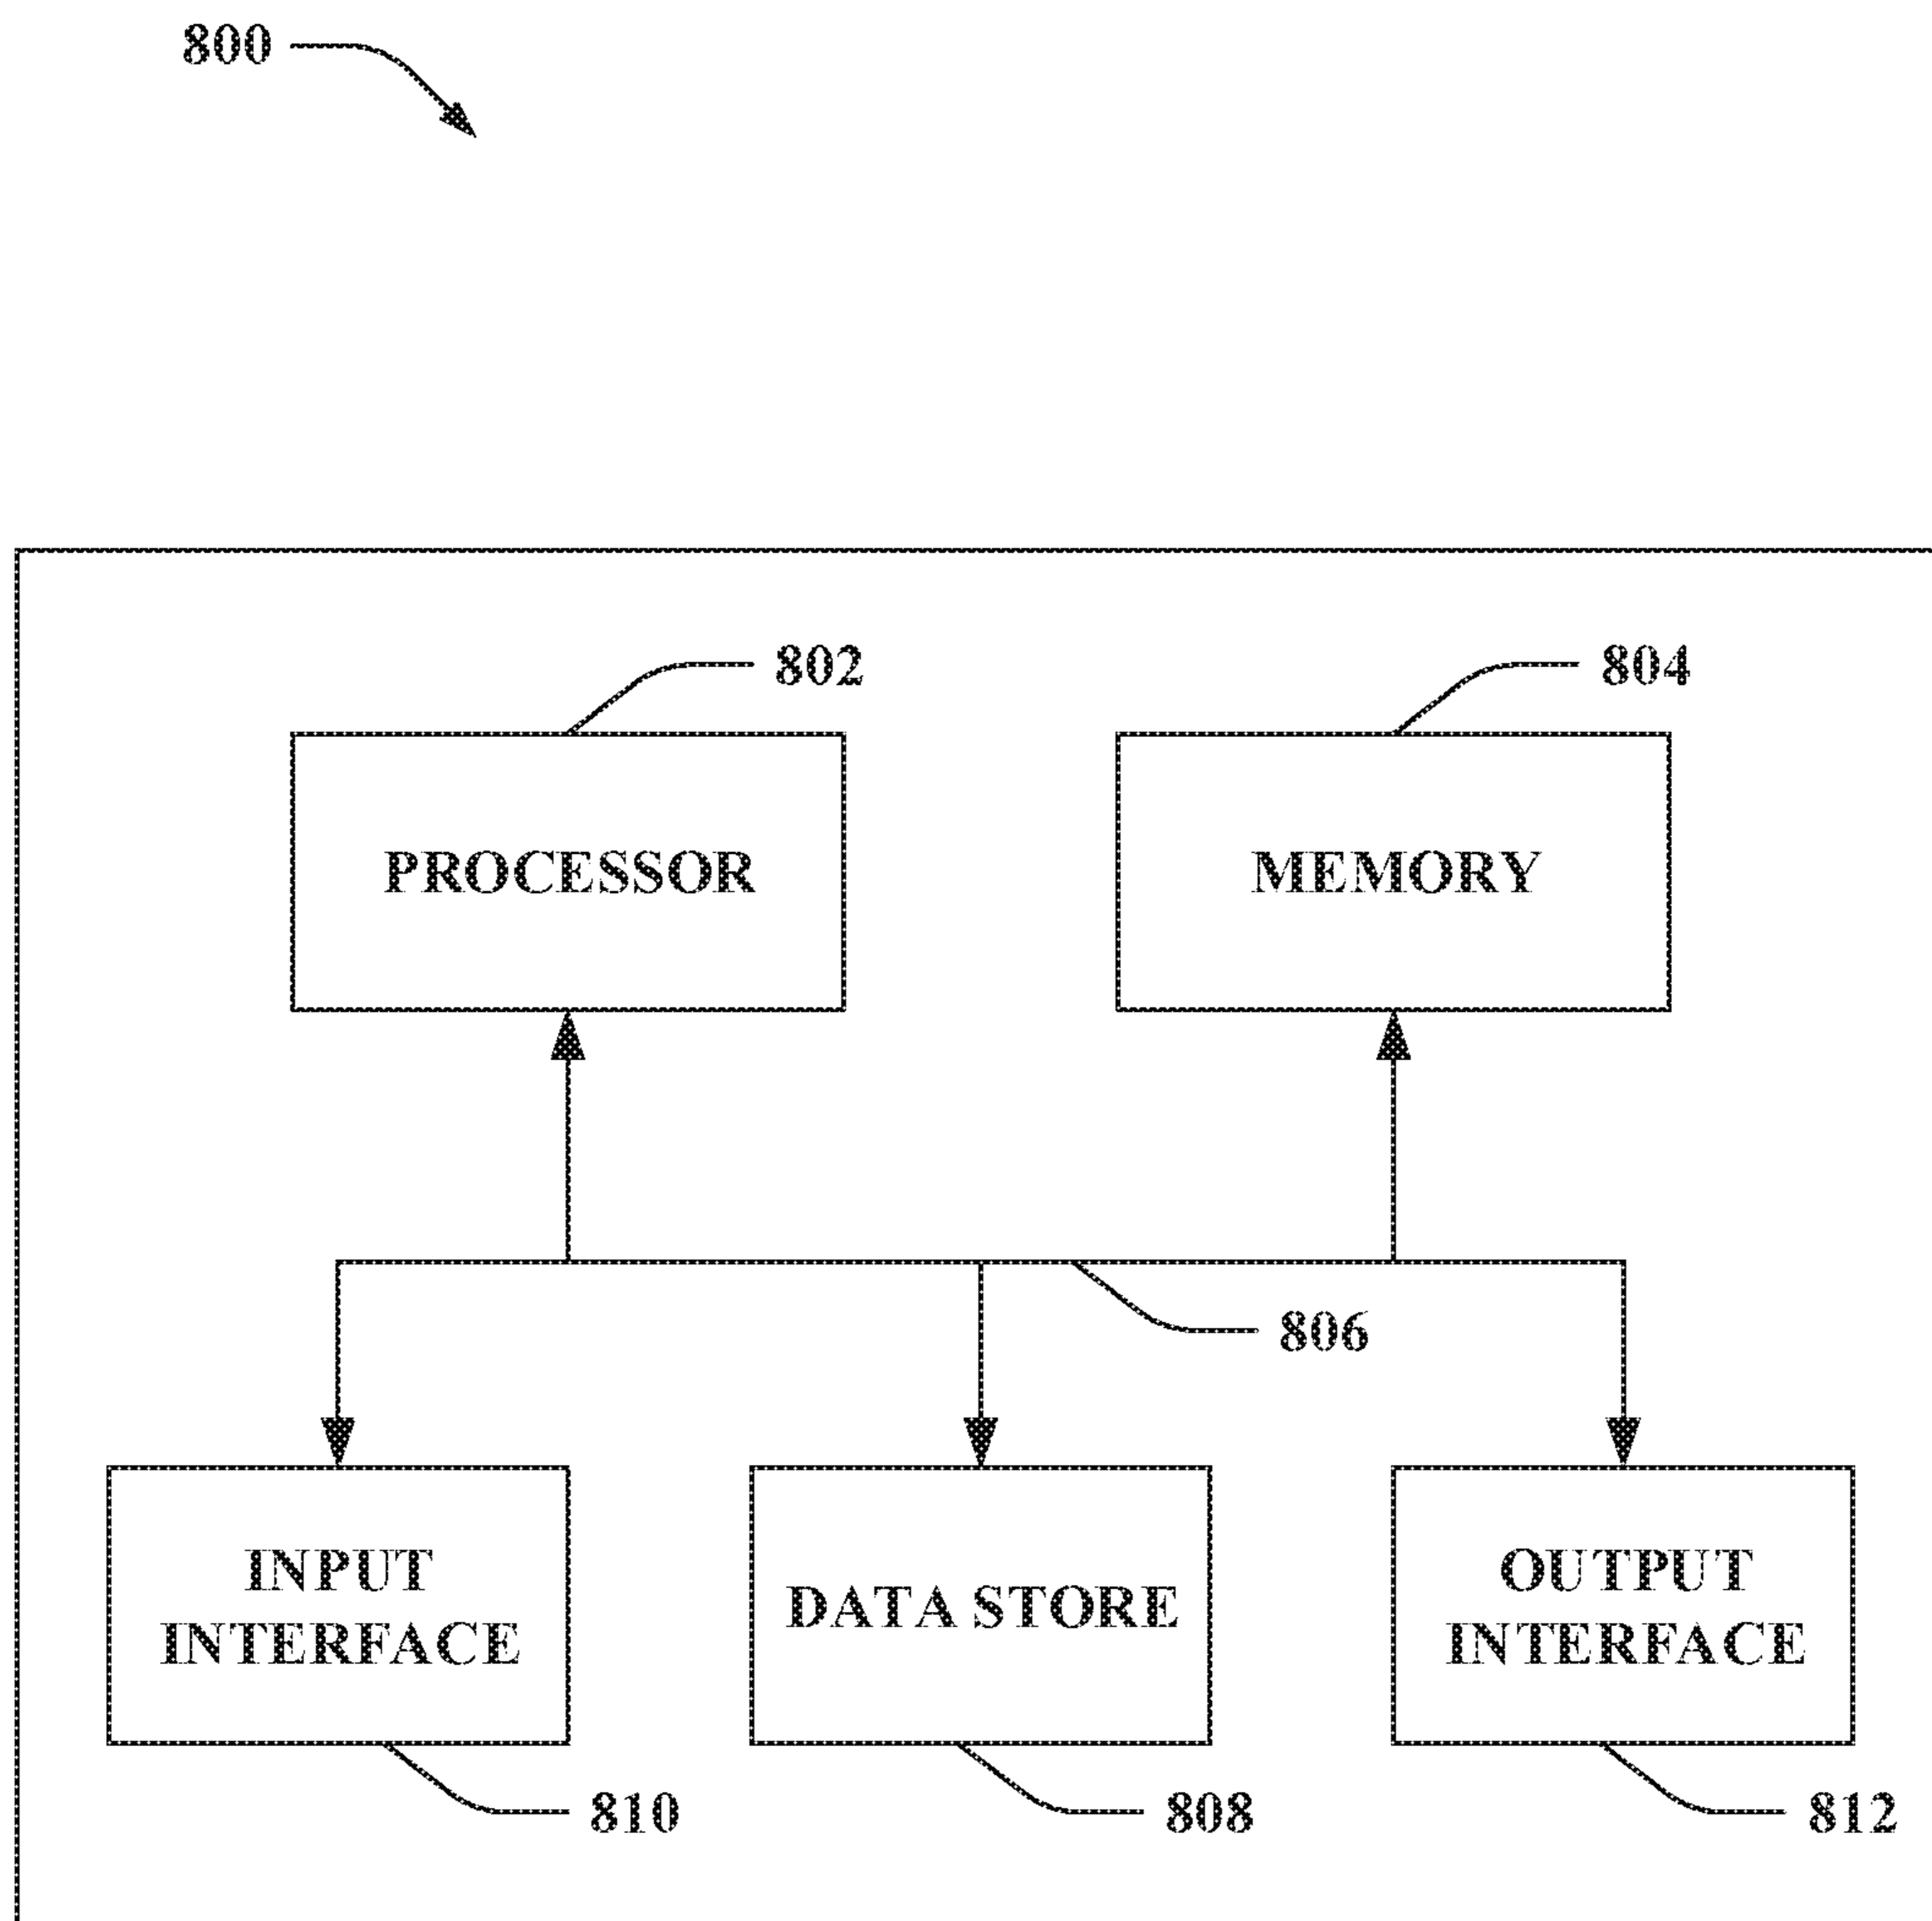 800
802
804
PROCESSOR
MEMORY
806
INPUT
INTERFACE
DATA STORE
OUTPUT
INTERFACE
810
808
812